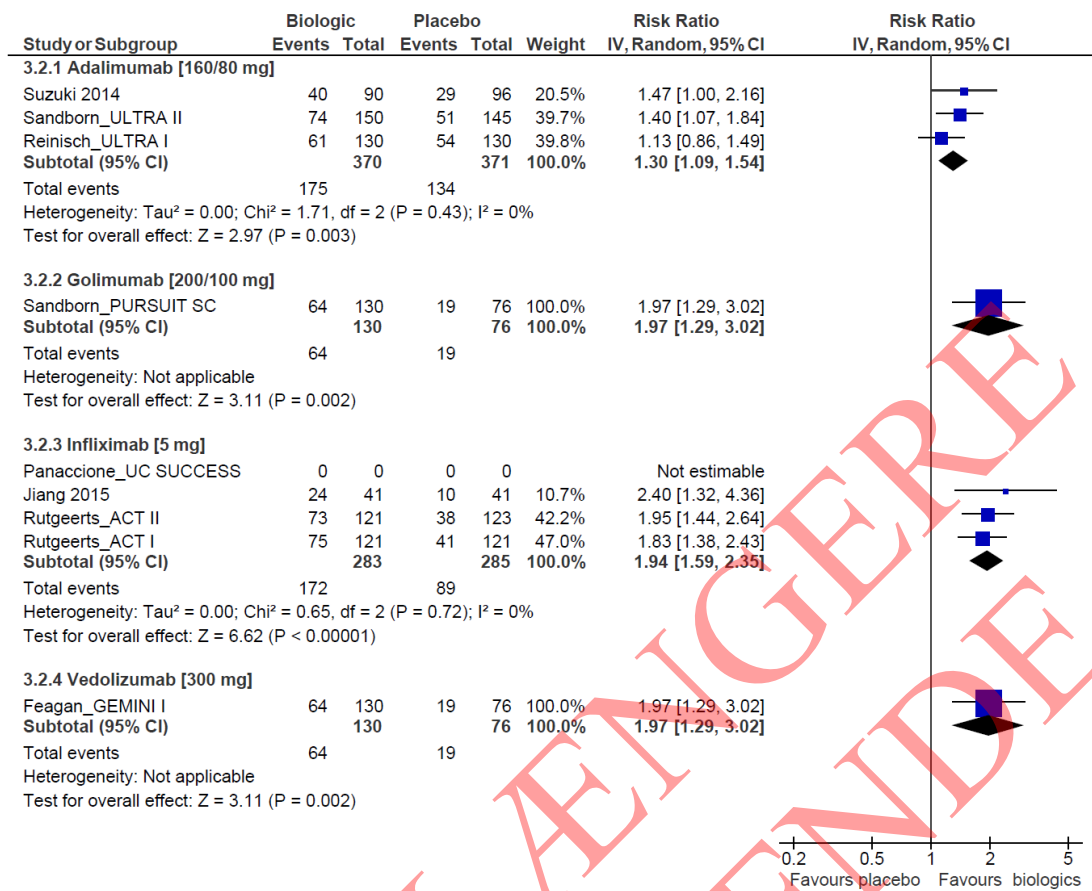 Biologic Placebo Risk Ratio Risk Ratio
Study or Subgroup Events Total Events Total Weight IV, Random, 95% CI IV, Random, 95% CI
3.2.1 Adalimumab [160/80 mg]
Suzuki 2014 40 90 29 96 20.5% 1.47 [1.00, 2.16]
Sandborn_ULTRA II 74 150 51 145 39.7% 1.40 [1.07, 1.84]
Reinisch_ULTRA I 61 130 54 130 39.8% 1.13 [0.86, 1.49]
Subtotal (95% CI) 370 371 100.0% 1.30 [1.09, 1.54]
Total events 175 134
Heterogeneity: Tau² = 0.00; Chi² = 1.71, df = 2 (P = 0.43); I² = 0%
Test for overall effect: Z = 2.97 (P = 0.003)
3.2.2 Golimumab [200/100 mg]
Sandborn_PURSUIT SC 64 130 19 76 100.0% 1.97 [1.29, 3.02]
Subtotal (95% CI) 130 76 100.0% 1.97 [1.29, 3.02]
Total events 64 19
Heterogeneity: Not applicable
Test for overall effect: Z = 3.11 (P = 0.002)
3.2.3 Infliximab [5 mg]
Panaccione_UC SUCCESS 0 0 0 0 Not estimable
Jiang 2015 24 41 10 41 10.7% 2.40 [1.32, 4.36]
Rutgeerts_ACT II 73 121 38 123 42.2% 1.95 [1.44, 2.64]
Rutgeerts_ACT I 75 121 41 121 47.0% 1.83 [1.38, 2.43]
Subtotal (95% CI) 283 285 100.0% 1.94 [1.59, 2.35]
Total events 172 89
Heterogeneity: Tau² = 0.00; Chi² = 0.65, df = 2 (P = 0.72); I² = 0%
Test for overall effect: Z = 6.62 (P < 0.00001)
3.2.4 Vedolizumab [300 mg]
Feagan_GEMINI I 64 130 19 76 100.0% 1.97 [1.29, 3.02]
Subtotal (95% CI) 130 76 100.0% 1.97 [1.29, 3.02]
Total events 64 19
Heterogeneity: Not applicable
Test for overall effect: Z = 3.11 (P = 0.002)
0.2 0.5 1 2 5
Favours placebo Favours biologics
ÆNGERE